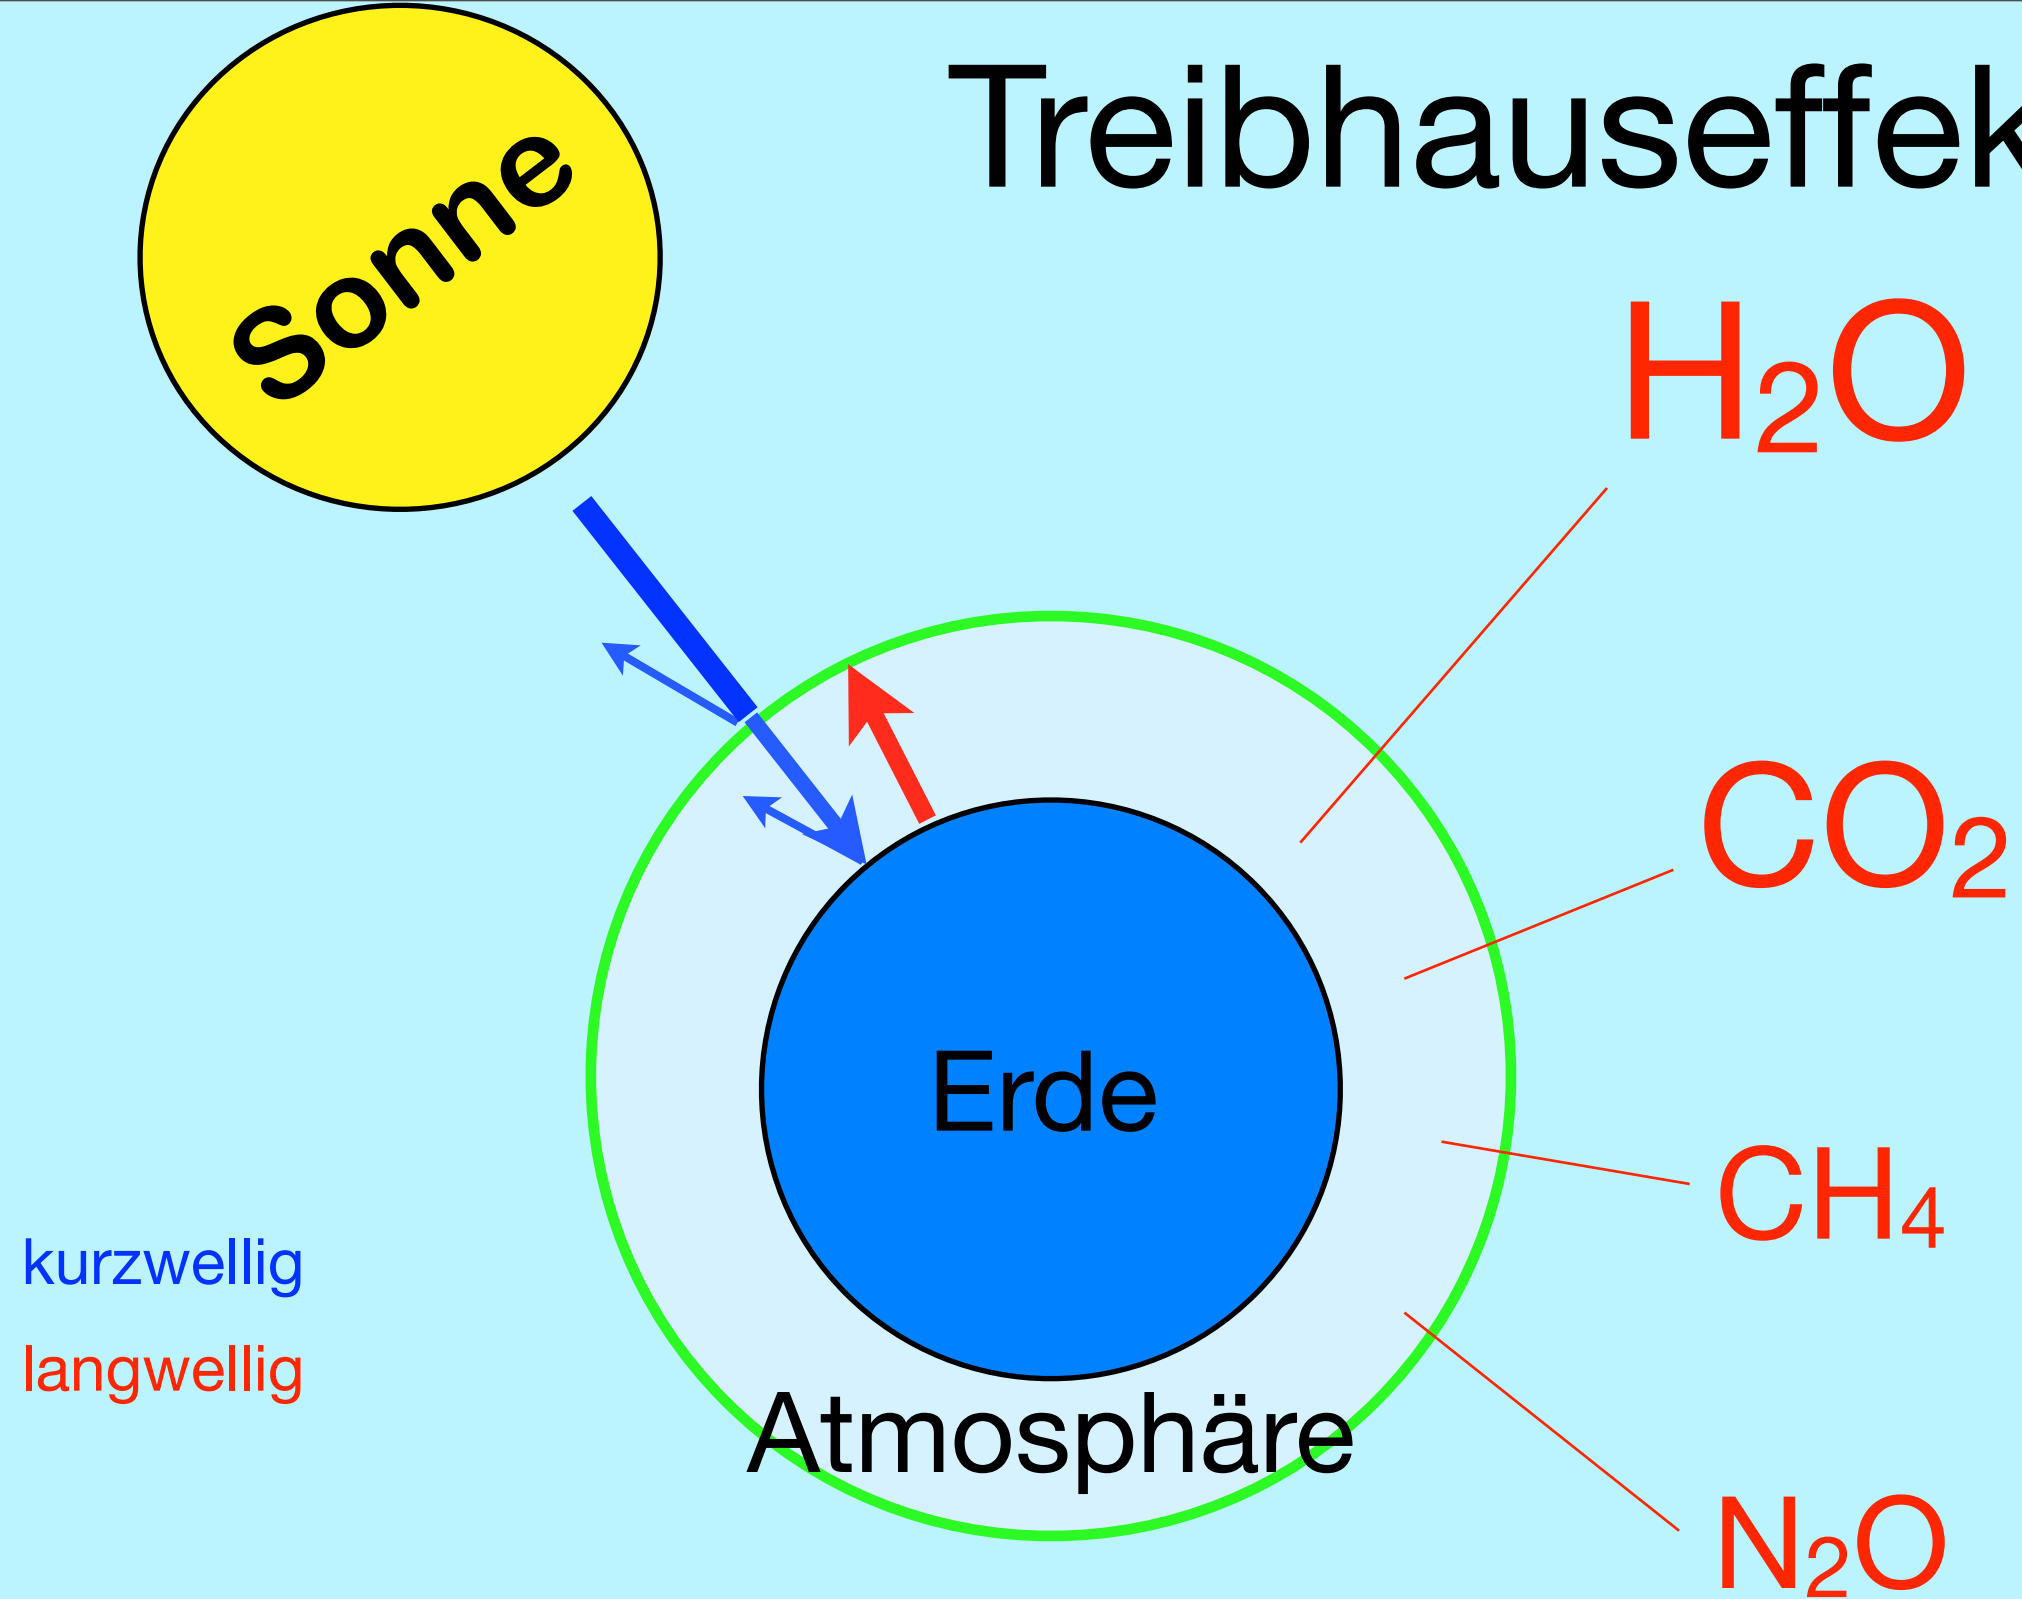 Treibhauseffek
Sonne
H₂O
CO₂
Erde
CH₄
kurzwellig
langwellig
Atmosphäre
N₂O